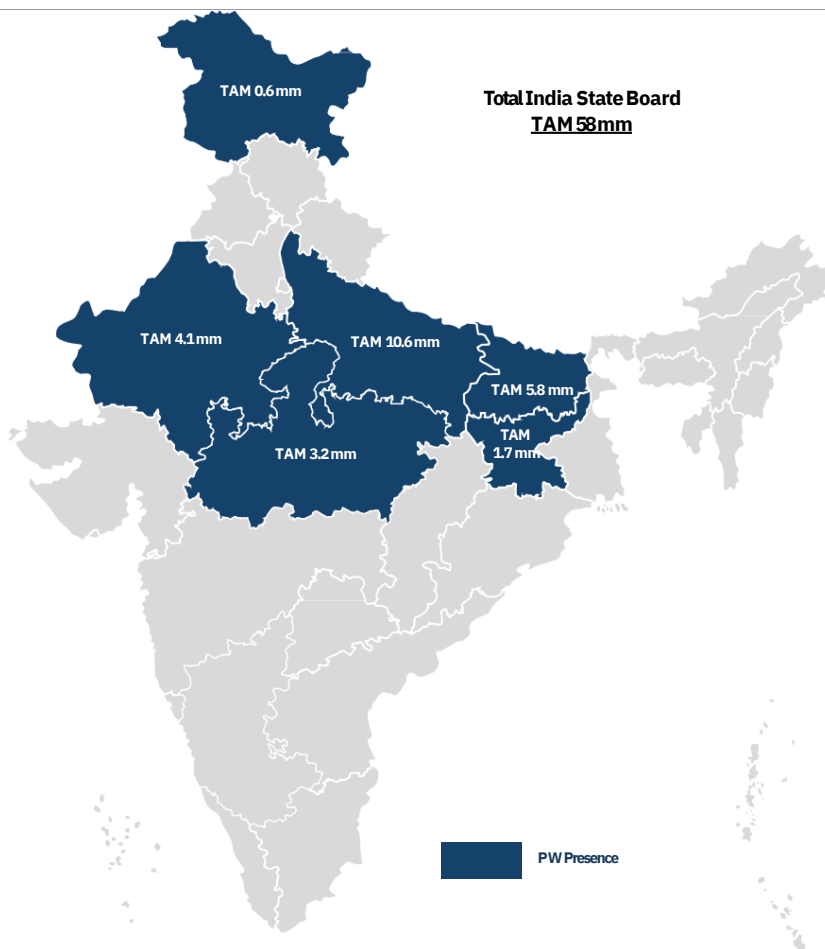 TAM 0.6 mm
Total India State Board
TAM 58 mm
TAM 4.1 mm
TAM 10.6 mm
TAM 5.8 mm
TAM
1.7 mm
TAM 3.2 mm
PW Presence